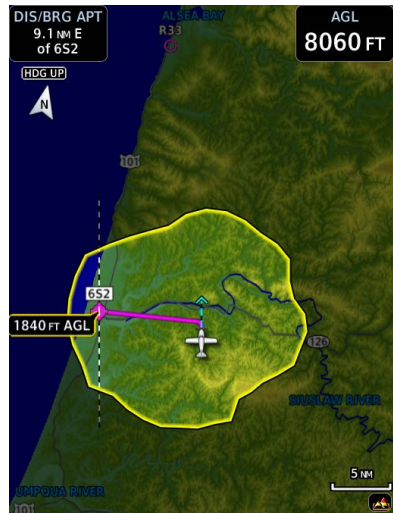 DIS/BRG APT
9.1 NM E
of 6S2
HDG UP
N
ALSEA BAY
R33
AGL
8060 FT
101
6S2
1840 FT AGL
126
SIUSLAW RIVER
5 NM
UMPQUA RIVER
101